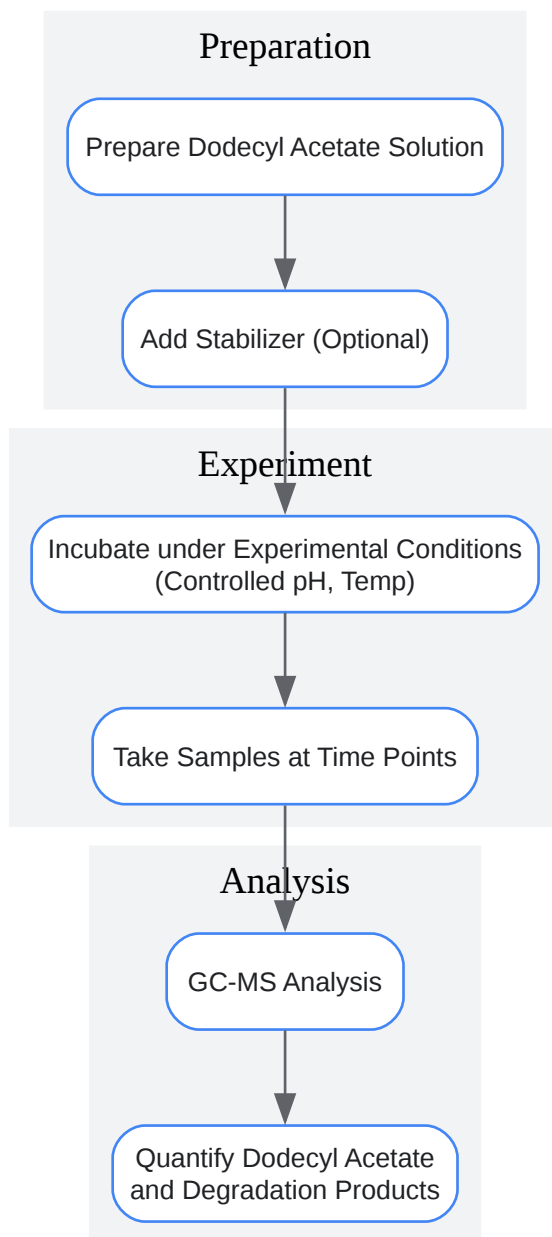 Preparation
Prepare Dodecyl Acetate Solution
Add Stabilizer (Optional)
Experiment
Incubate under Experimental Conditions
(Controlled pH, Temp)
Take Samples at Time Points
Analysis
GC-MS Analysis
Quantify Dodecyl Acetate
and Degradation Products